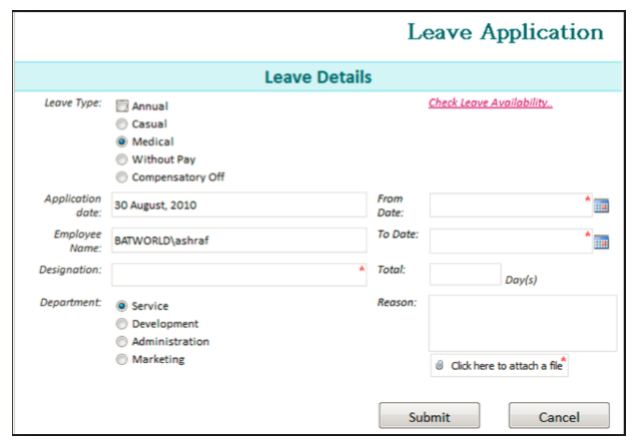 Leave Application
Leave Details
Leave Type:
Annual
Check Leave Availability..
Casual
Medical
Without Pay
Compensatory Off
Application date:
30 August, 2010
From Date:
*
Employee Name:
BATWORLD\ashraf
To Date:
*
Designation:
*
Total:
Day(s)
Department:
Service
Reason:
Development
Administration
Marketing
Click here to attach a file*
Submit
Cancel